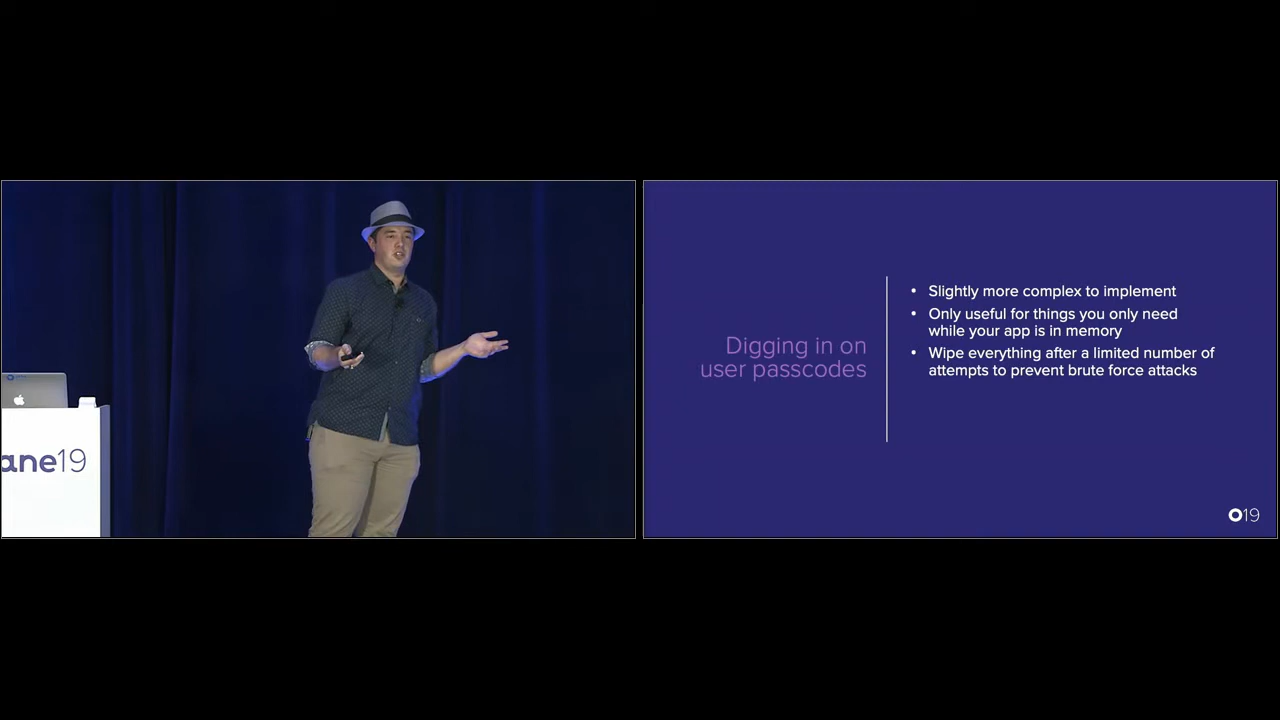 ane19
Digging in on
user passcodes
• Slightly more complex to implement
• Only useful for things you only need
while your app is in memory
• Wipe everything after a limited number of
attempts to prevent brute force attacks
O19